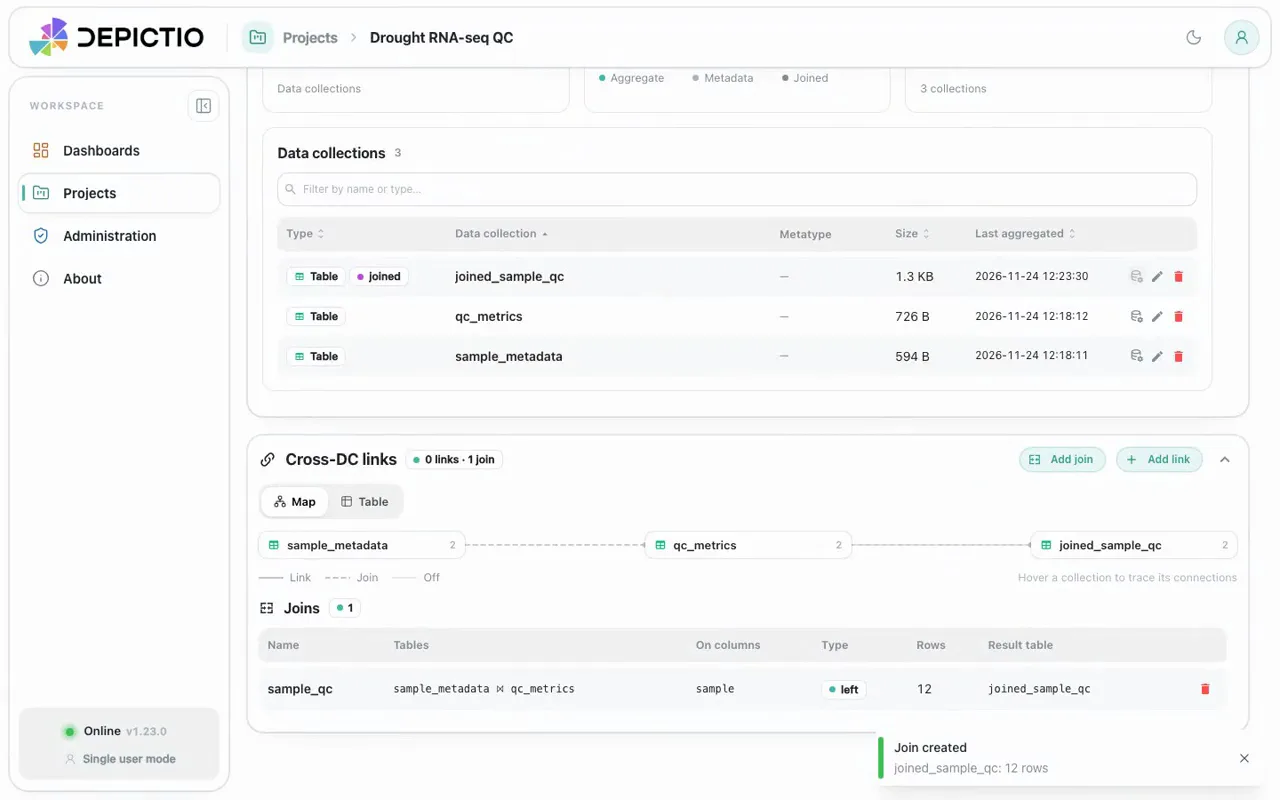 DEPICTIO
Projects > Drought RNA-seq QC
WORKSPACE
Dashboards
Projects
Administration
About
Online v1.23.0
Single user mode
Data collections
Aggregate Metadata Joined
3 collections
Data collections 3
Filter by name or type...
Type Data collection Metatype Size Last aggregated
Table joined joined_sample_qc — 1.3 KB 2026-11-24 12:23:30
Table qc_metrics — 726 B 2026-11-24 12:18:12
Table sample_metadata — 594 B 2026-11-24 12:18:11
Cross-DC links 0 links · 1 join Add join + Add link
Map Table
sample_metadata 2 qc_metrics 2 joined_sample_qc 2
Link Join Off Hover a collection to trace its connections
Joins 1
Name Tables On columns Type Rows Result table
sample_qc sample_metadata ⋈ qc_metrics sample left 12 joined_sample_qc
Join created
joined_sample_qc: 12 rows